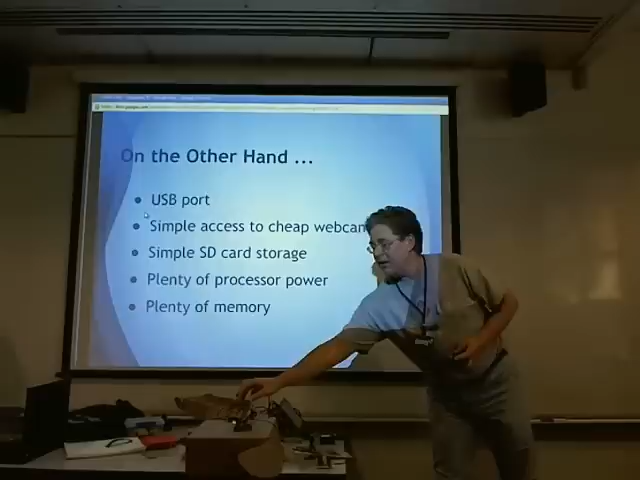 On the Other Hand ...
USB port
Simple access to cheap webcam
Simple SD card storage
Plenty of processor power
Plenty of memory